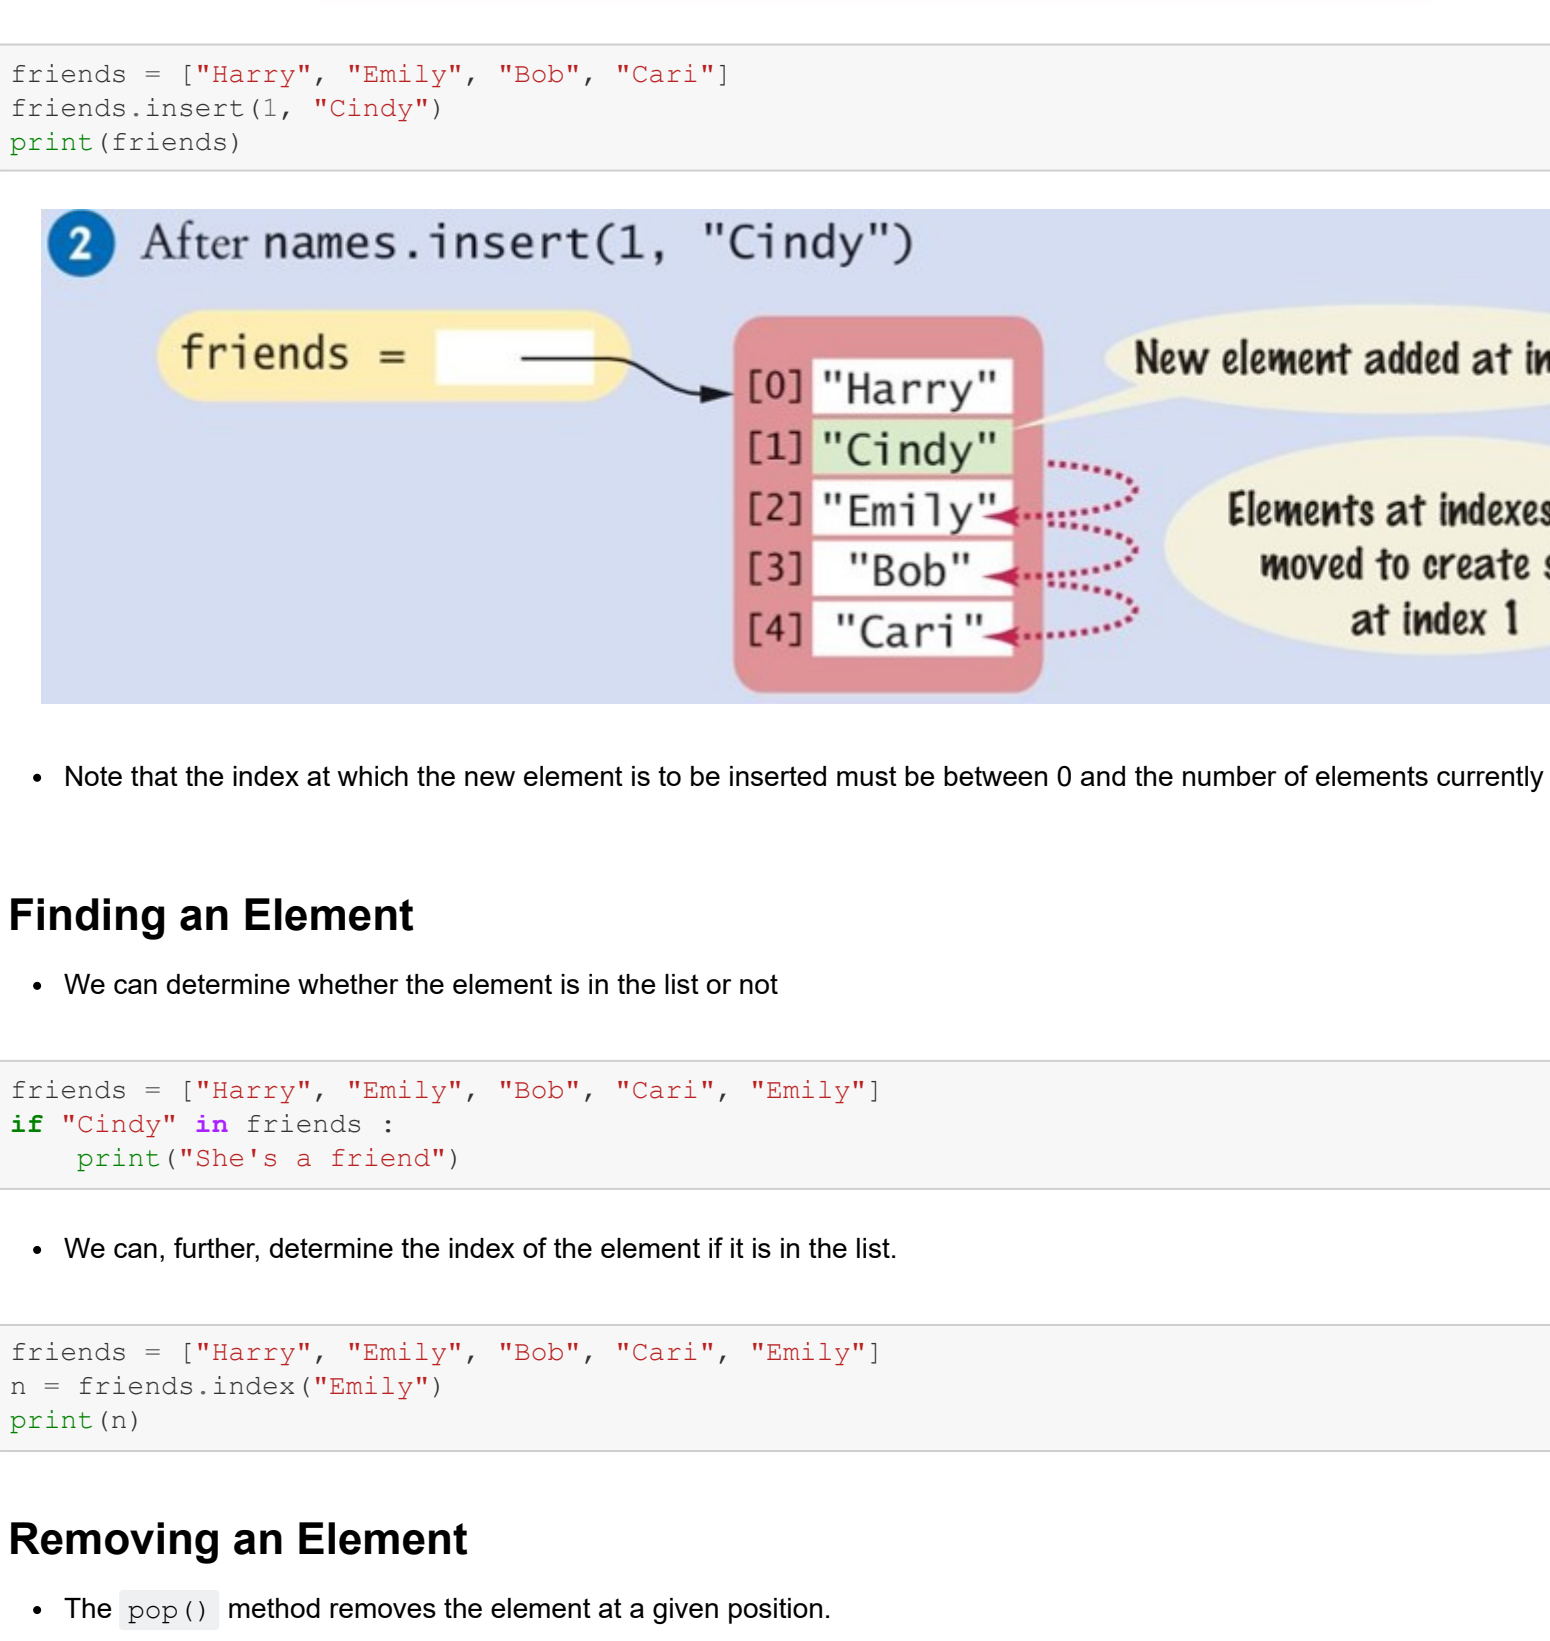 friends = ["Harry", "Emily", "Bob", "Cari"]
friends.insert(1, "Cindy")
print(friends)
2 After names.insert(1, "Cindy")
friends =
[0] "Harry"
[1] "Cindy"
[2] "Emily"
[3] "Bob"
[4] "Cari"
New element added at
Elements at indexes
moved to create
at index 1
• Note that the index at which the new element is to be inserted must be between 0 and the number of elements currently
Finding an Element
• We can determine whether the element is in the list or not
friends = ["Harry", "Emily", "Bob", "Cari", "Emily"]
if "Cindy" in friends :
    print("She's a friend")
• We can, further, determine the index of the element if it is in the list.
friends = ["Harry", "Emily", "Bob", "Cari", "Emily"]
n = friends.index("Emily")
print(n)
Removing an Element
• The pop() method removes the element at a given position.